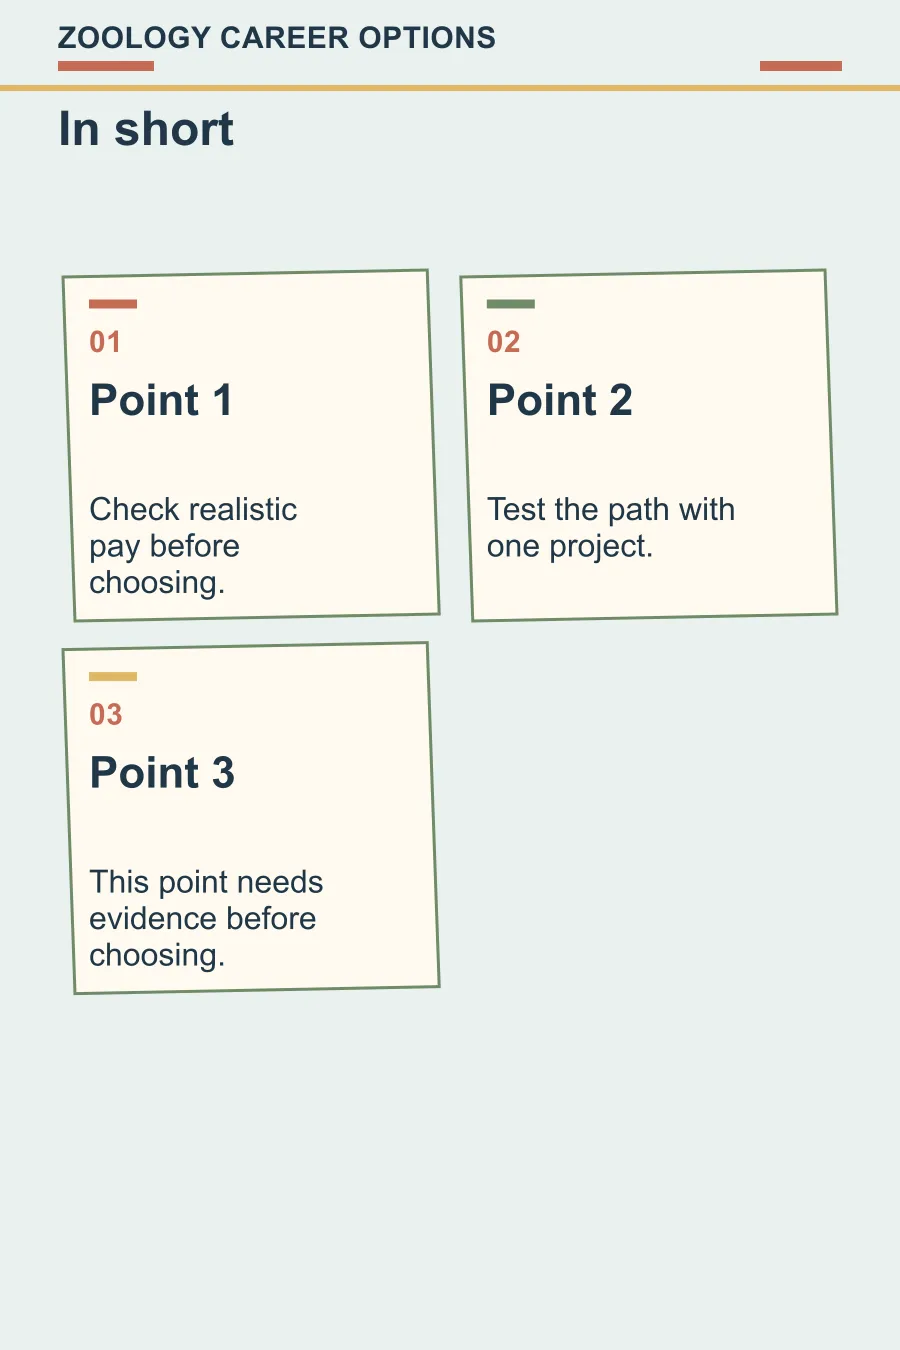 ZOOLOGY CAREER OPTIONS
In short
01
Point 1
Check realistic
pay before
choosing.
02
Point 2
Test the path with
one project.
03
Point 3
This point needs
evidence before
choosing.